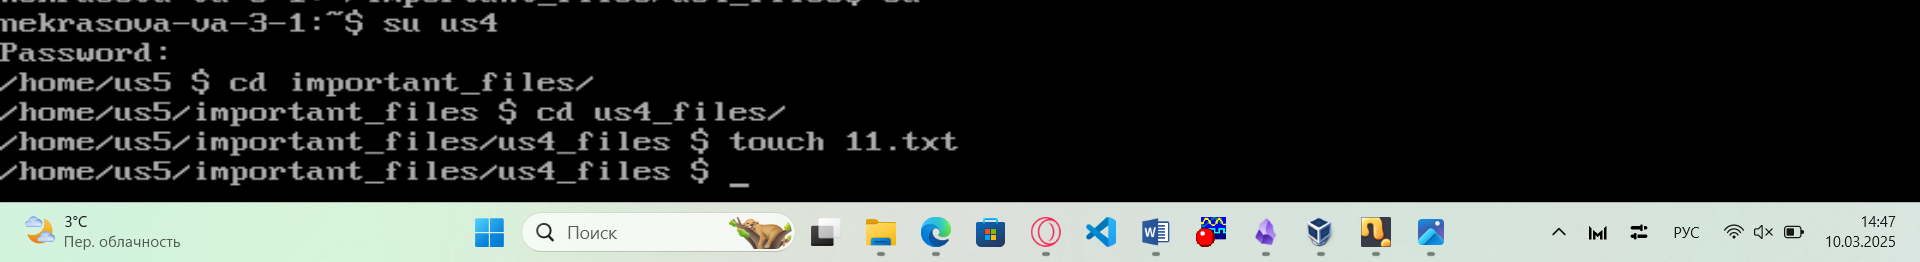 nekrasova-va-3-1:~$ su us4
Password:
/home/us5 $ cd important_files/
/home/us5/important_files $ cd us4_files/
/home/us5/important_files/us4_files $ touch 11.txt
/home/us5/important_files/us4_files $ _
3°C
Пер. облачность
Поиск
РУС
14:47
10.03.2025